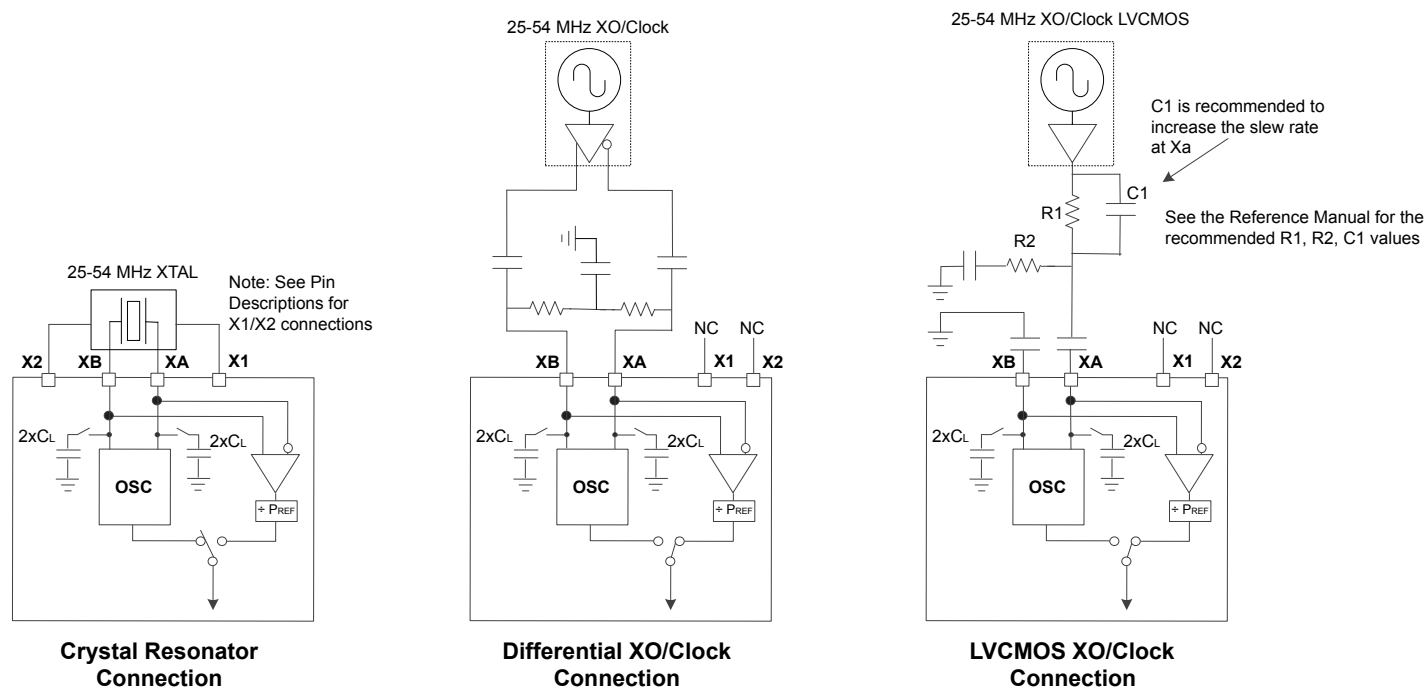 25-54 MHz XTAL
Note: See Pin
Descriptions for
X1/X2 connections
X2
XB
XA
X1
2xCL
2xCL
OSC
÷ PREF
Crystal Resonator
Connection
25-54 MHz XO/Clock
NC
NC
XB
XA
X1
X2
2xCL
2xCL
OSC
÷ PREF
Differential XO/Clock
Connection
25-54 MHz XO/Clock LVCMOS
C1 is recommended to
increase the slew rate
at Xa
C1
R1
See the Reference Manual for the
recommended R1, R2, C1 values
R2
NC
NC
XB
XA
X1
X2
2xCL
2xCL
OSC
÷ PREF
LVCMOS XO/Clock
Connection